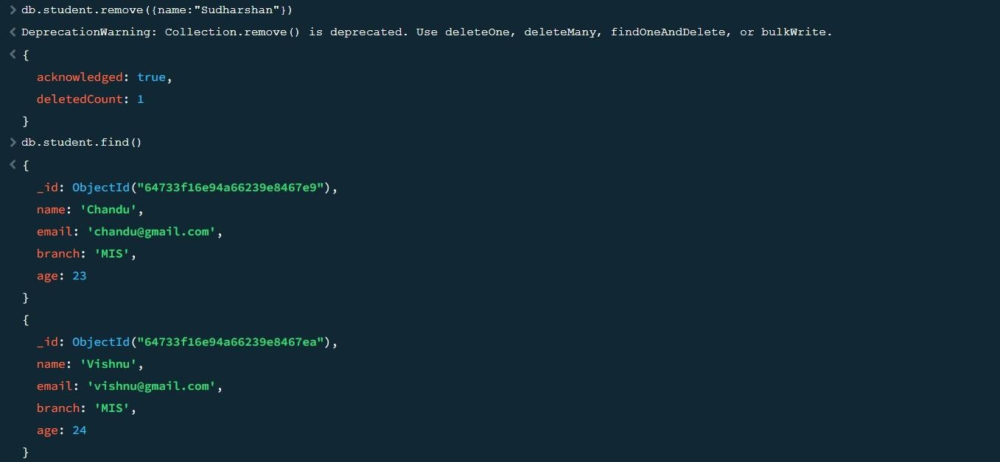 > db.student.remove({name:"Sudharshan"})
< DeprecationWarning: Collection.remove() is deprecated. Use deleteOne, deleteMany, findOneAndDelete, or bulkWrite.
< {
acknowledged: true,
deletedCount: 1
}
> db.student.find()
< {
_id: ObjectId("64733f16e94a66239e8467e9"),
name: 'Chandu',
email: 'chandu@gmail.com',
branch: 'MIS',
age: 23
}
{
_id: ObjectId("64733f16e94a66239e8467ea"),
name: 'Vishnu',
email: 'vishnu@gmail.com',
branch: 'MIS',
age: 24
}